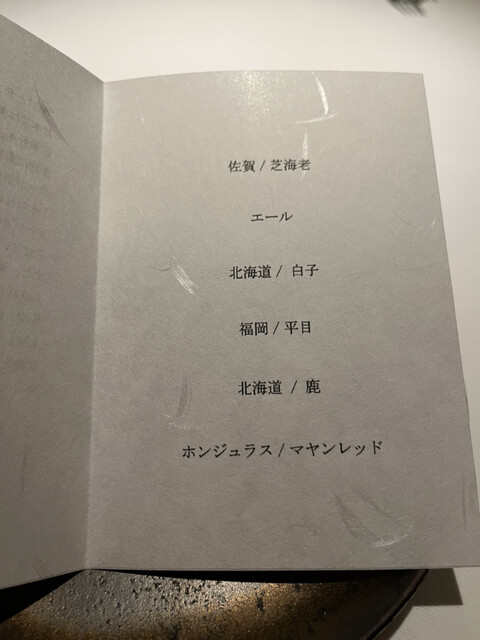 佐賀 / 芝海老
エール
北海道 / 白子
福岡 / 平目
北海道 / 鹿
ホンジュラス / マヤンレッド